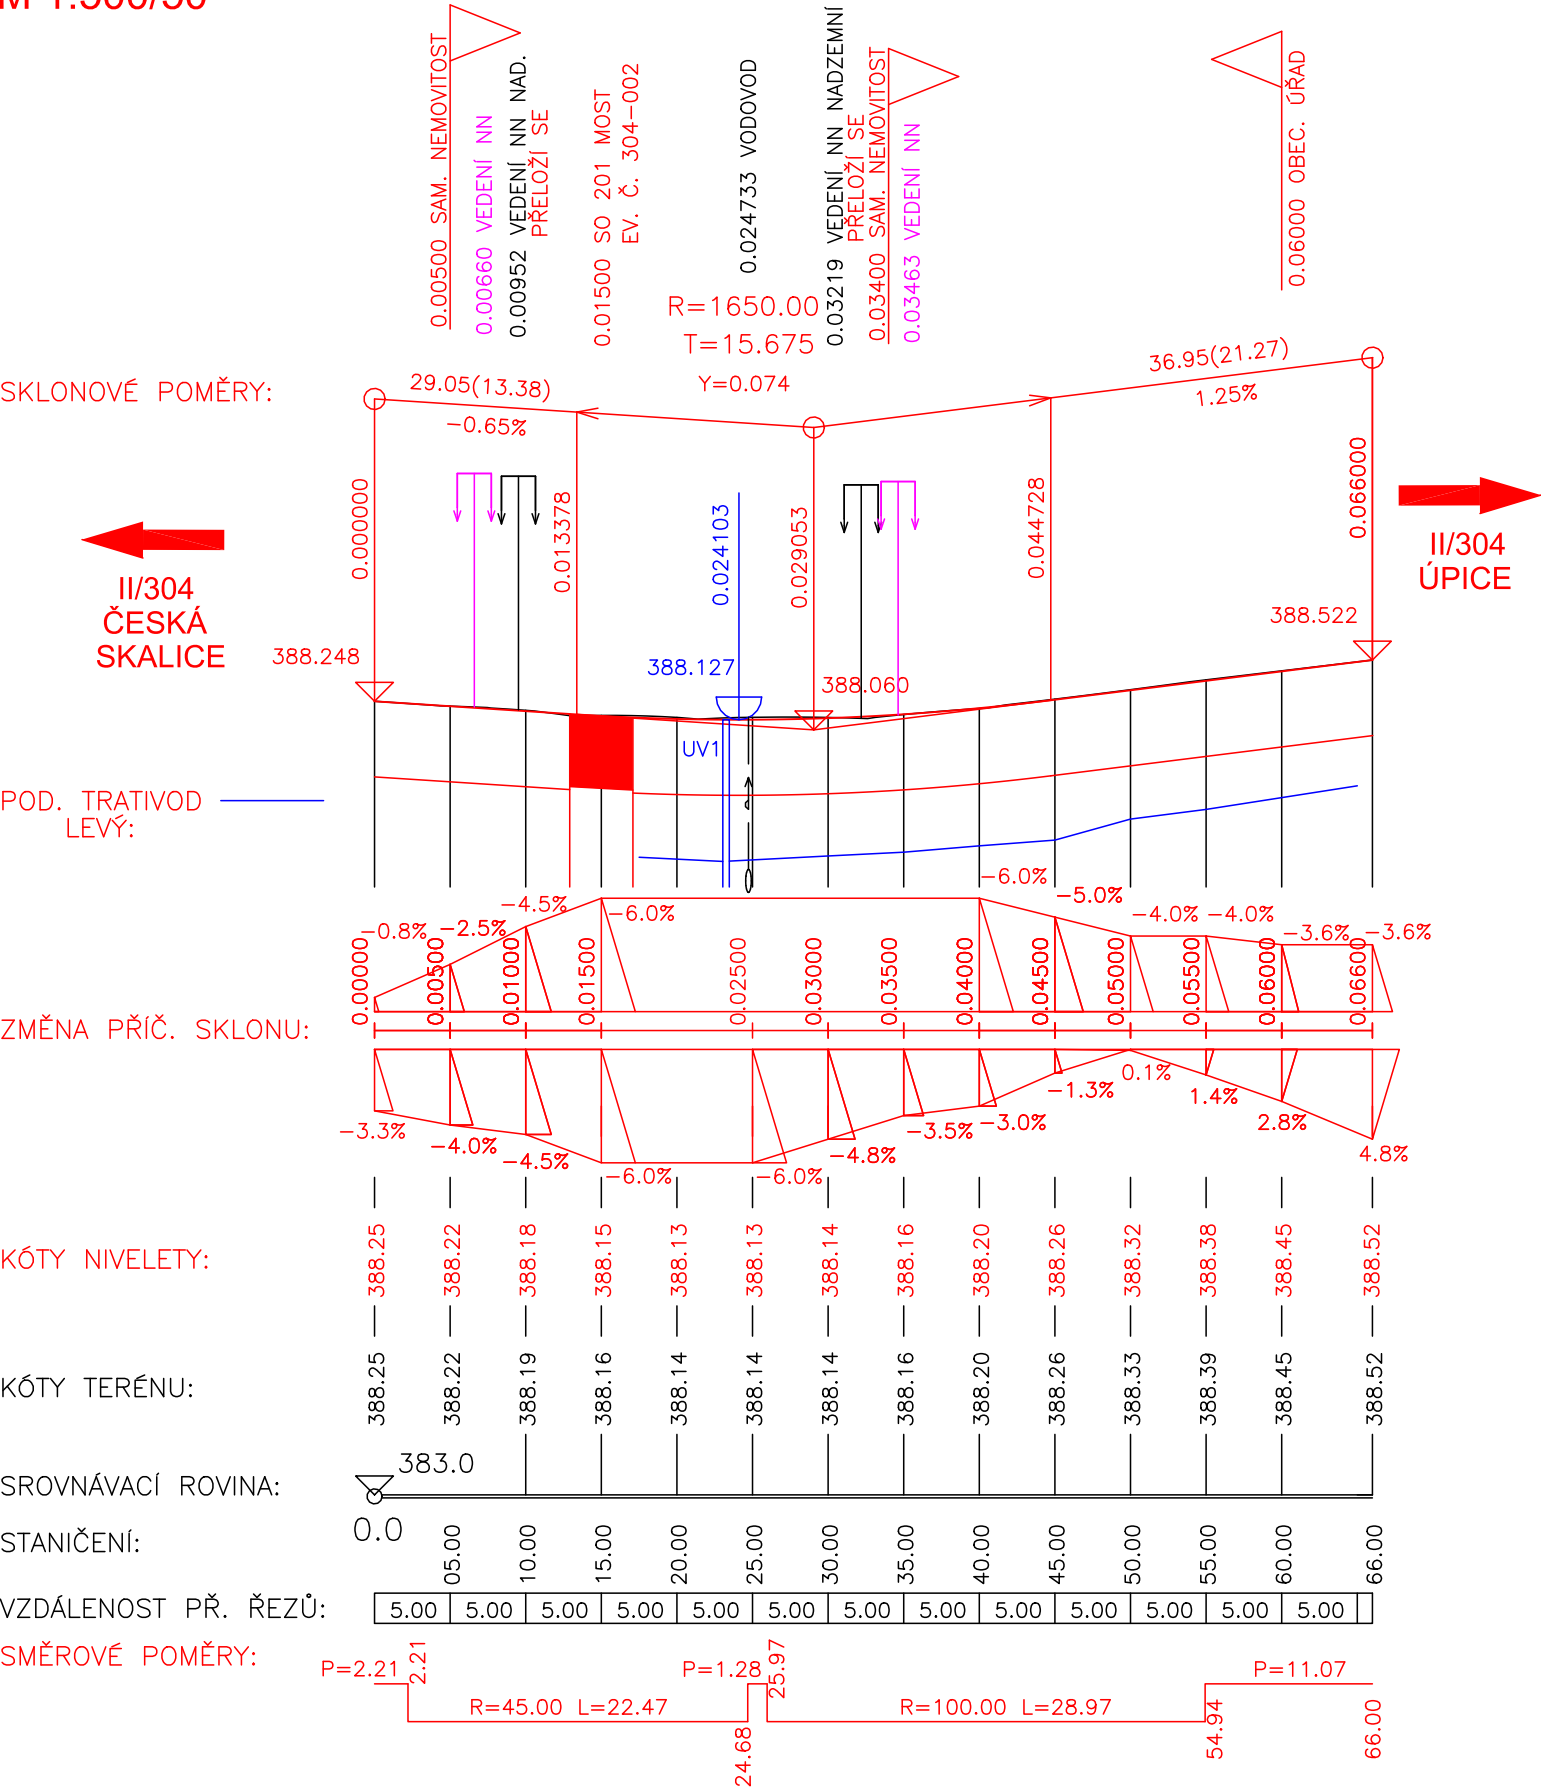 0.00500 SAM. NEMOVITOST
0.00660 VEDENÍ NN
0.00952 VEDENÍ NN NAD.
PŘELOŽÍ SE
0.01500 SO 201 MOST
EV. Č. 304-002
0.024733 VODOVOD
0.03219 VEDENÍ NN NADZEMNÍ
PŘELOŽÍ SE
0.03400 SAM. NEMOVITOST
0.03463 VEDENÍ NN
0.06000 OBEC. ÚŘAD
R=1650.00
T=15.675
Y=0.074
SKLONOVÉ POMĚRY:
29.05(13.38)
-0.65%
36.95(21.27)
1.25%
0.000000
0.013378
0.024103
0.029053
0.044728
0.066000
II/304
ČESKÁ
SKALICE
II/304
ÚPICE
388.248
388.127
388.060
388.522
UV1
POD. TRATIVOD
LEVÝ:
-0.8%
-2.5%
-4.5%
-6.0%
-6.0%
-5.0%
-4.0%
-4.0%
-3.6%
-3.6%
ZMĚNA PŘÍČ. SKLONU:
0.00000
0.00500
0.01000
0.01500
0.02500
0.03000
0.03500
0.04000
0.04500
0.05000
0.05500
0.06000
0.06600
-3.3%
-4.0%
-4.5%
-6.0%
-6.0%
-4.8%
-3.5%
-3.0%
-1.3%
0.1%
1.4%
2.8%
4.8%
KÓTY NIVELETY:
388.25
388.22
388.18
388.15
388.13
388.13
388.14
388.16
388.20
388.26
388.32
388.38
388.45
388.52
KÓTY TERÉNU:
388.25
388.22
388.19
388.16
388.14
388.14
388.14
388.16
388.20
388.26
388.33
388.39
388.45
388.52
SROVNÁVACÍ ROVINA:
383.0
STANIČENÍ:
0.0
05.00
10.00
15.00
20.00
25.00
30.00
35.00
40.00
45.00
50.00
55.00
60.00
66.00
VZDÁLENOST PŘ. ŘEZŮ:
5.00 5.00 5.00 5.00 5.00 5.00 5.00 5.00 5.00 5.00 5.00 5.00 5.00
SMĚROVÉ POMĚRY:
P=2.21
2.21
R=45.00 L=22.47
24.68
P=1.28
25.97
R=100.00 L=28.97
54.94
P=11.07
66.00